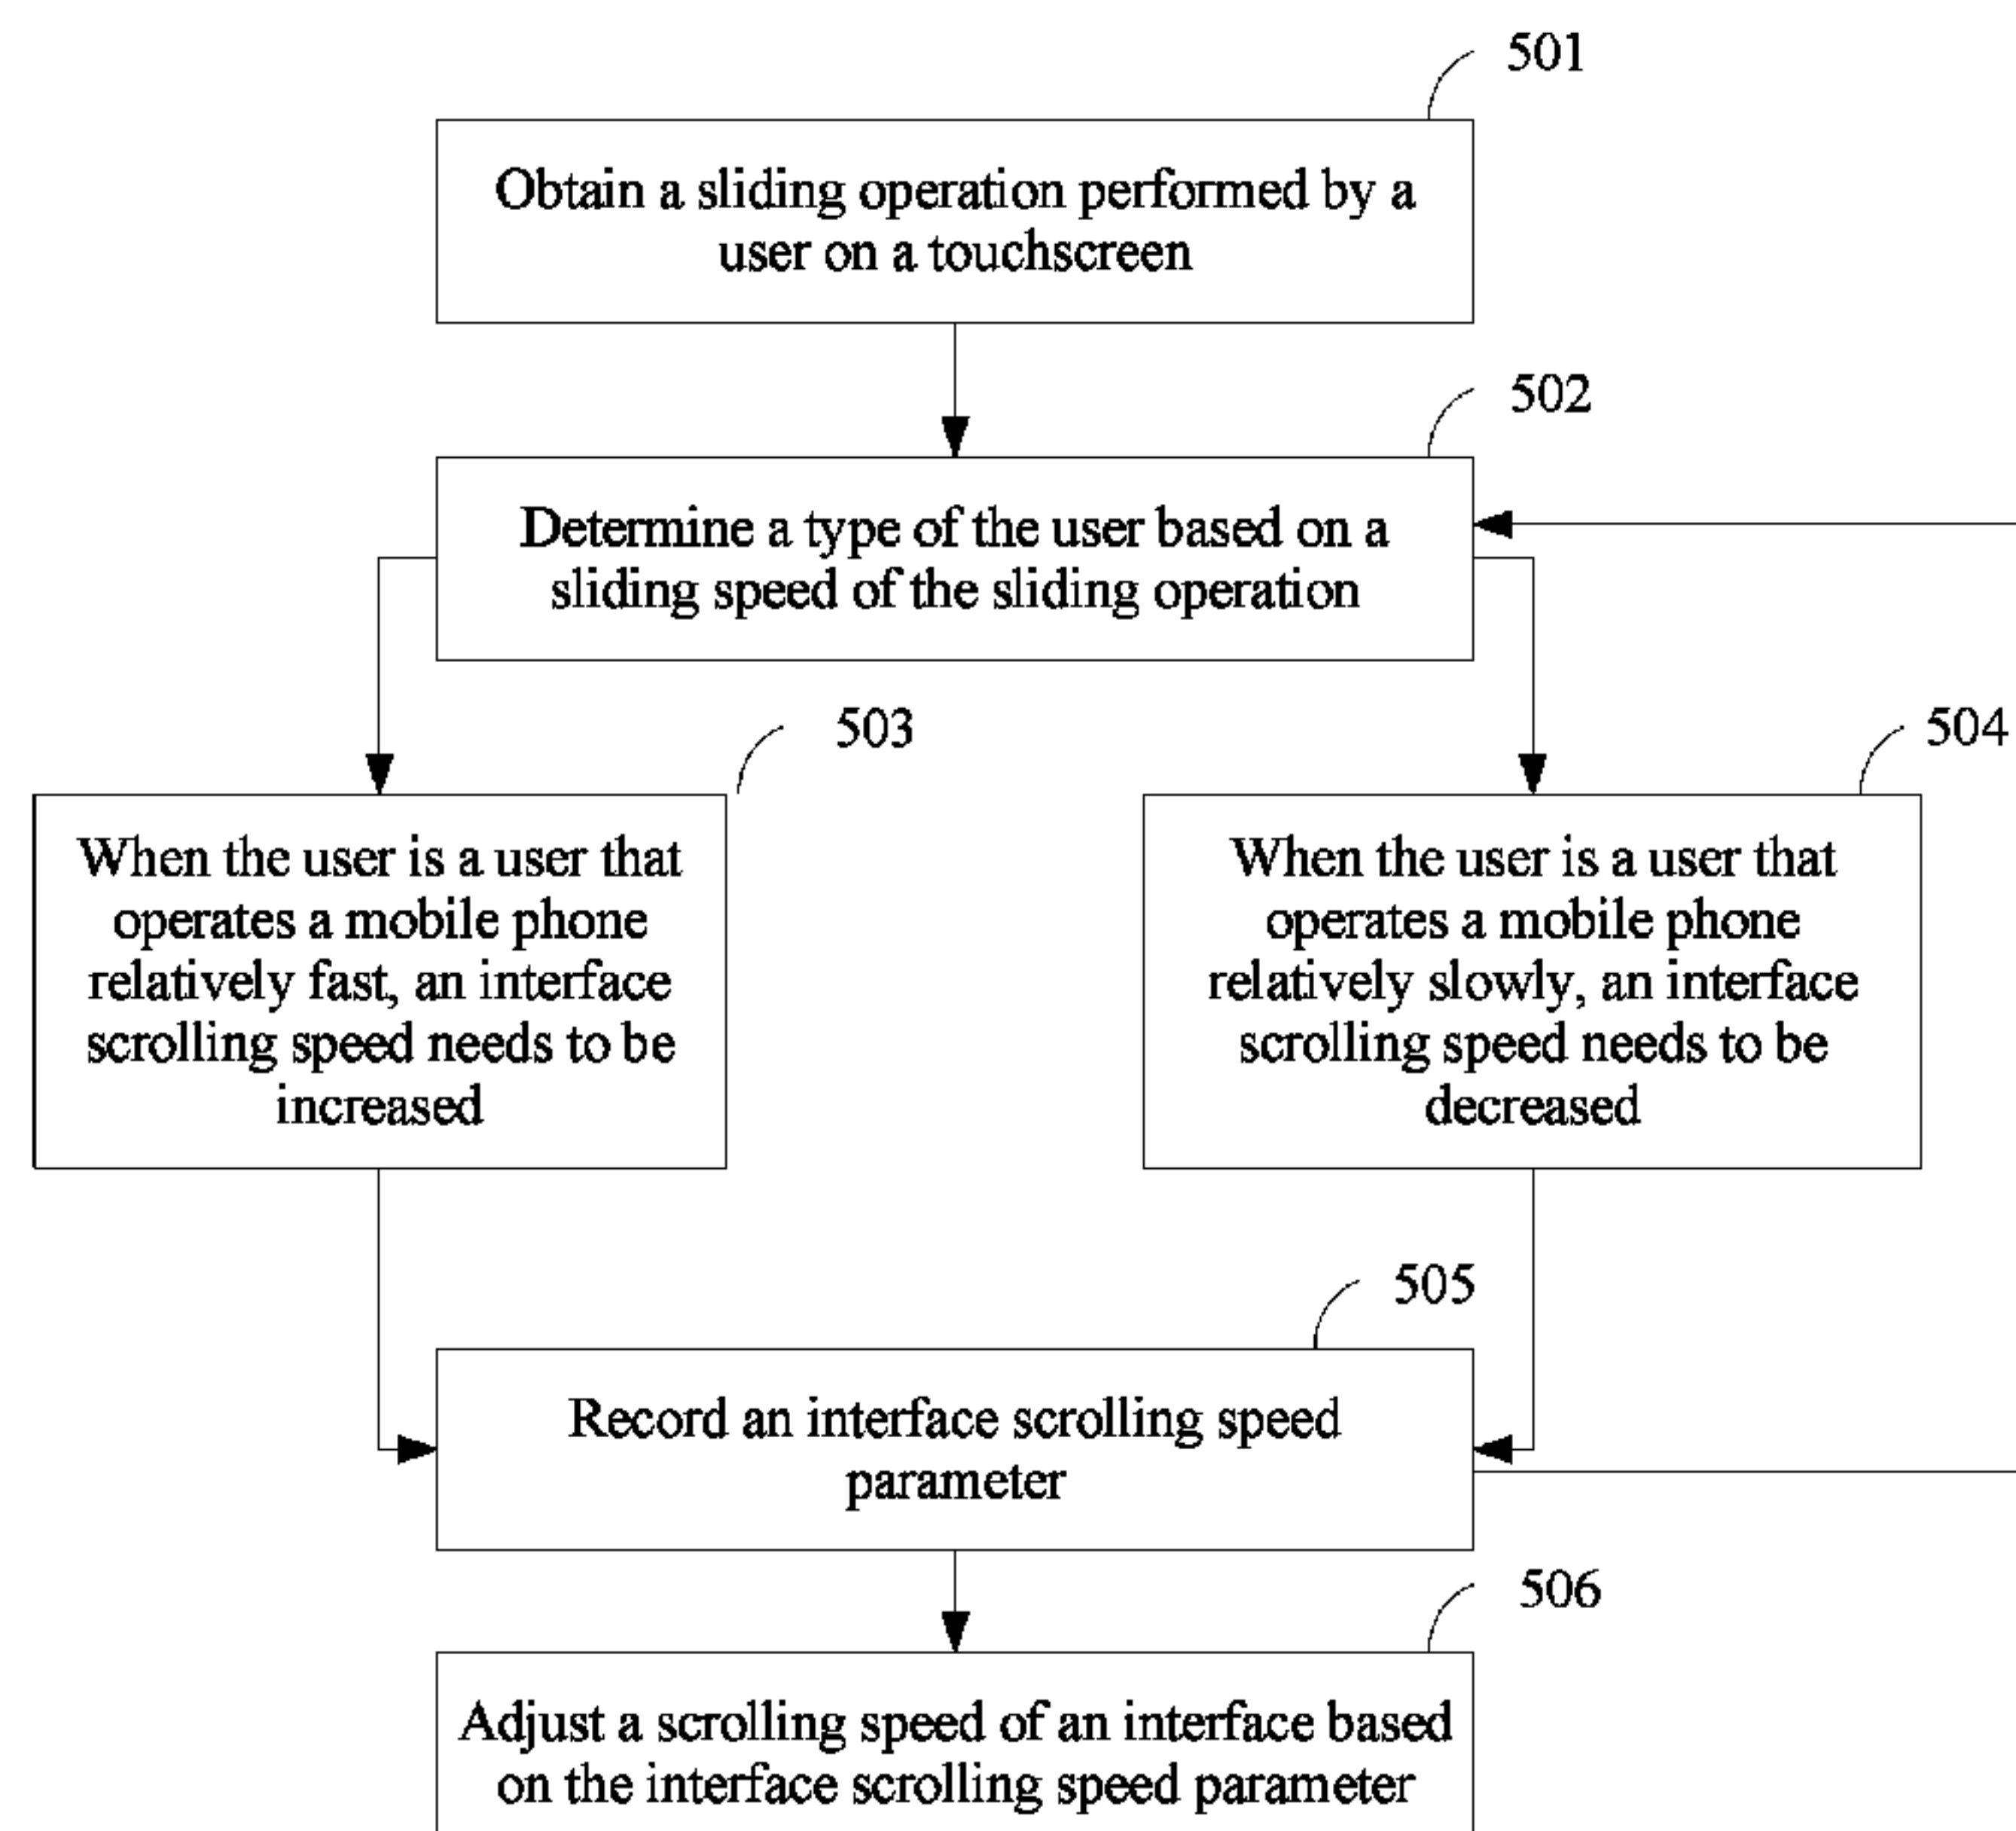 501
Obtain a sliding operation performed by a
user on a touchscreen
502
Determine a type of the user based on a
sliding speed of the sliding operation
503
When the user is a user that
operates a mobile phone
relatively fast, an interface
scrolling speed needs to be
increased
504
When the user is a user that
operates a mobile phone
relatively slowly, an interface
scrolling speed needs to be
decreased
505
Record an interface scrolling speed
parameter
506
Adjust a scrolling speed of an interface based
on the interface scrolling speed parameter